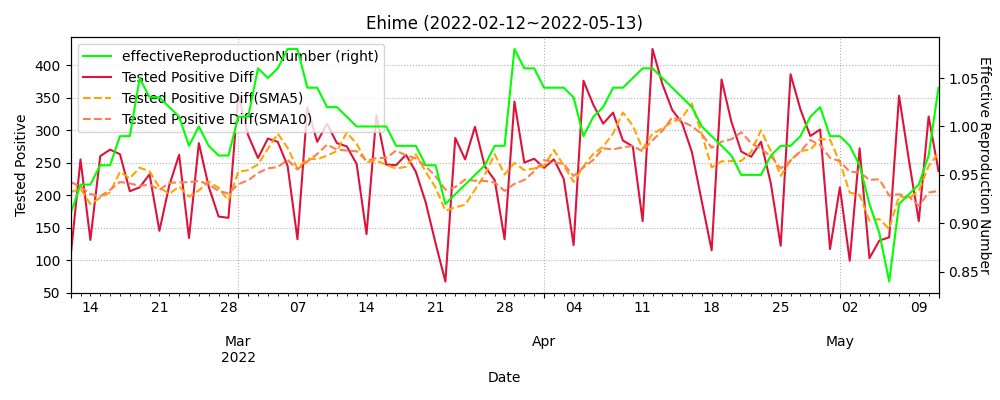 Ehime (2022-02-12~2022-05-13)
effectiveReproductionNumber (right)
Tested Positive Diff
Tested Positive Diff(SMA5)
Tested Positive Diff(SMA10)
Tested Positive
400
350
300
250
200
150
100
50
1.05
1.00
0.95
0.90
0.85
Effective Reproduction Number
14 21 28 07 14 21 28 04 11 18 25 02 09
Mar Apr May
2022
Date